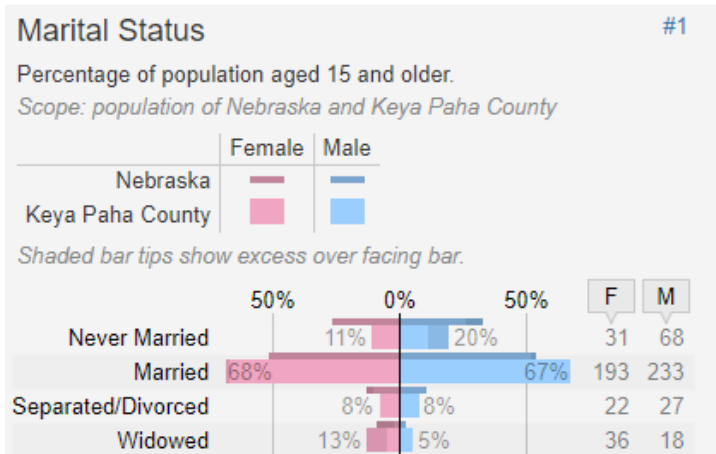 Marital Status #1
Percentage of population aged 15 and older.
Scope: population of Nebraska and Keya Paha County
Female Male
Nebraska
Keya Paha County
Shaded bar tips show excess over facing bar.
50% 0% 50% F M
Never Married 11% 20% 31 68
Married 68% 67% 193 233
Separated/Divorced 8% 8% 22 27
Widowed 13% 5% 36 18